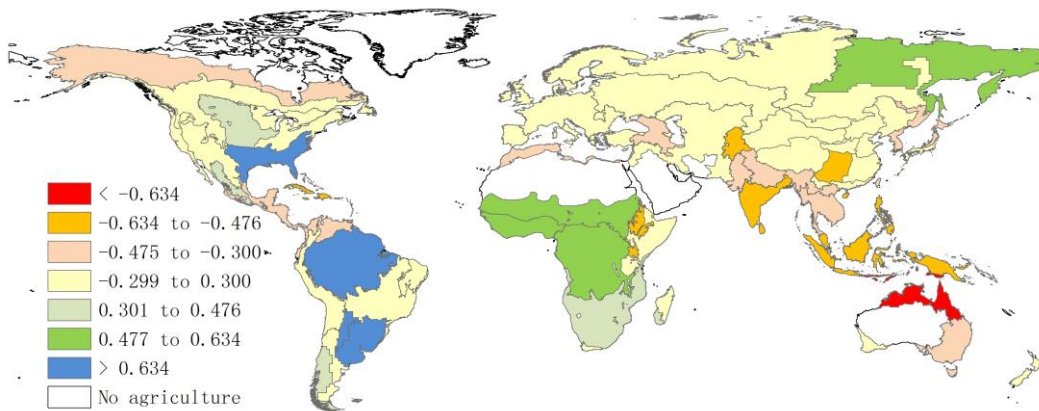 < -0.634
-0.634 to -0.476
-0.475 to -0.300
-0.299 to 0.300
0.301 to 0.476
0.477 to 0.634
> 0.634
No agriculture